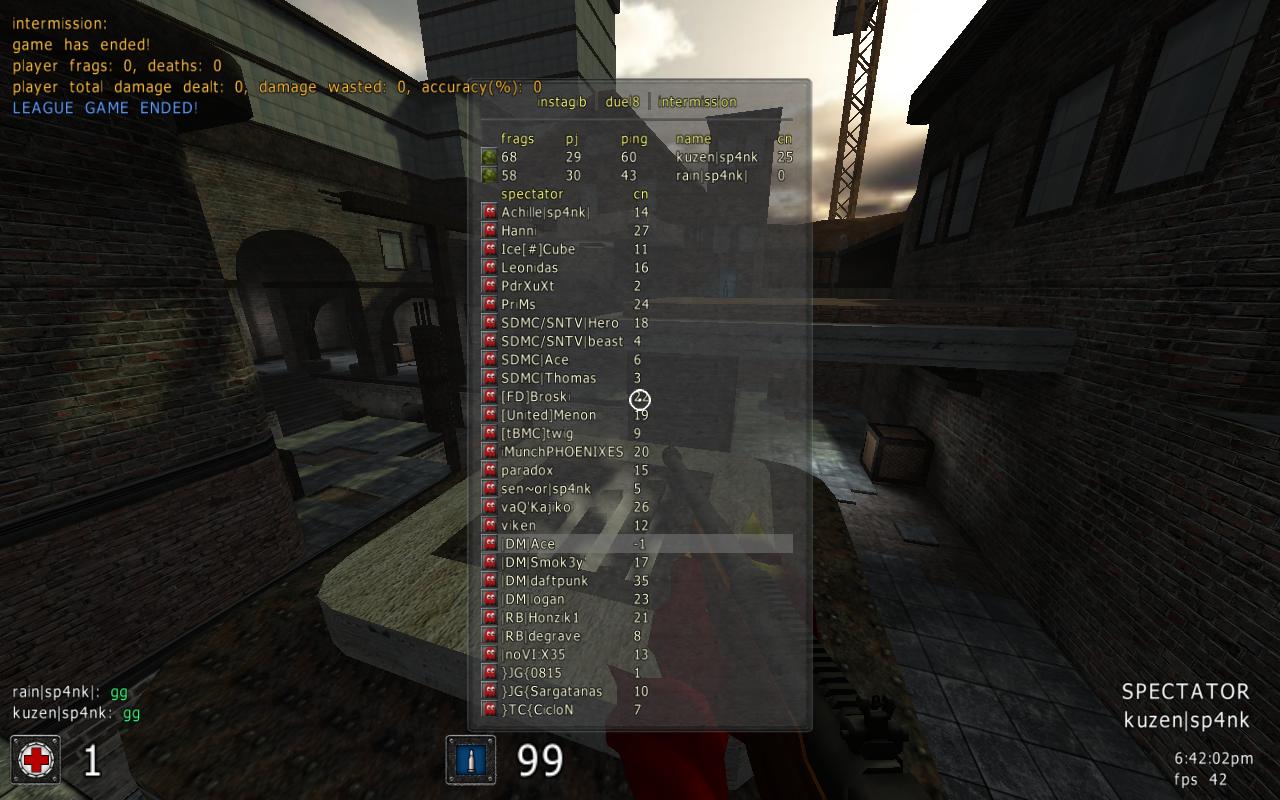 intermission:
game has ended!
player frags: 0, deaths: 0
player total damage dealt: 0, damage wasted: 0, accuracy(%): 0
LEAGUE GAME ENDED!
instagib | duel8 | intermission
frags pj ping name cn
68 29 60 kuzen|sp4nk 25
58 30 43 rain|sp4nk| 0
spectator cn
Achille|sp4nk| 14
Hanni 27
Ice[#]Cube 11
Leonidas 16
PdrXuXt 2
PriMs 24
SDMC/SNTV|Hero 18
SDMC/SNTV|beast 4
SDMC|Ace 6
SDMC|Thomas 3
[FD]Broski
[United]Menon 19
[tBMC]twig 9
iMunchPHOENIXES 20
paradox 15
sen~or|sp4nk 5
vaQ'Kajiko 26
viken 12
|DM|Ace -1
|DM|Smok3y' 17
|DM|daftpunk 35
|DM|logan 23
|RB|Honzik1 21
|RB|degrave 8
|noVI:X35 13
}JG{0815 1
}JG{Sargatanas 10
}TC{CicloN 7
rain|sp4nk|: gg
kuzen|sp4nk: gg
1
99
SPECTATOR
kuzen|sp4nk
6:42:02pm
fps 42